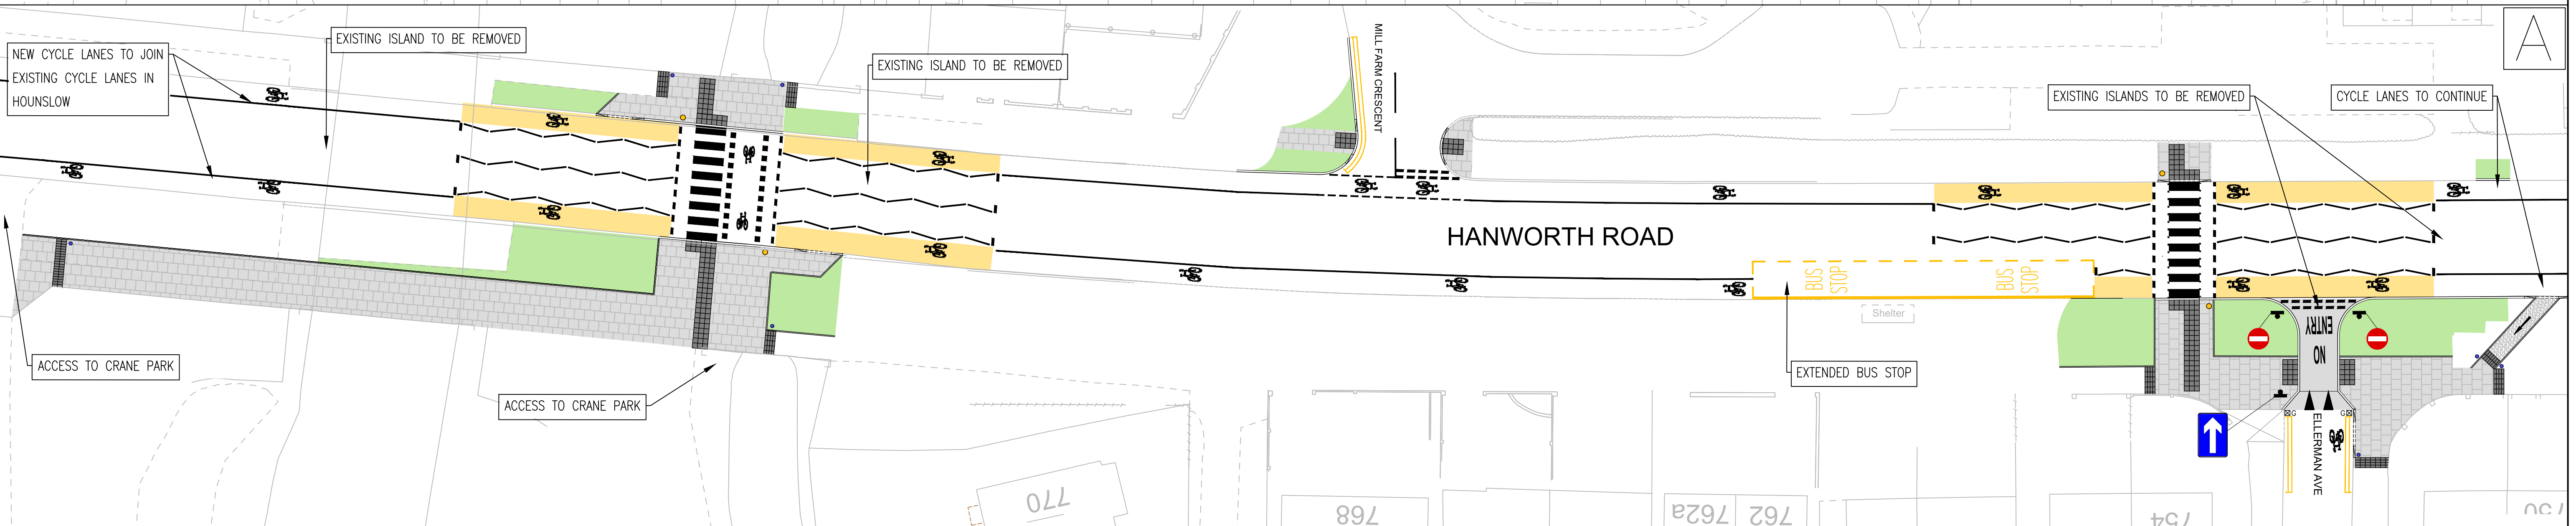 NEW CYCLE LANES TO JOIN
EXISTING CYCLE LANES IN
HOUNSLOW
EXISTING ISLAND TO BE REMOVED
EXISTING ISLAND TO BE REMOVED
MILL FARM CRESCENT
EXISTING ISLANDS TO BE REMOVED
CYCLE LANES TO CONTINUE
A
HANWORTH ROAD
BUS
STOP
BUS
STOP
Shelter
EXTENDED BUS STOP
NO
ENTRY
ACCESS TO CRANE PARK
ACCESS TO CRANE PARK
G
G
ELLERMAN AVE
770
768
762a
762
754
750